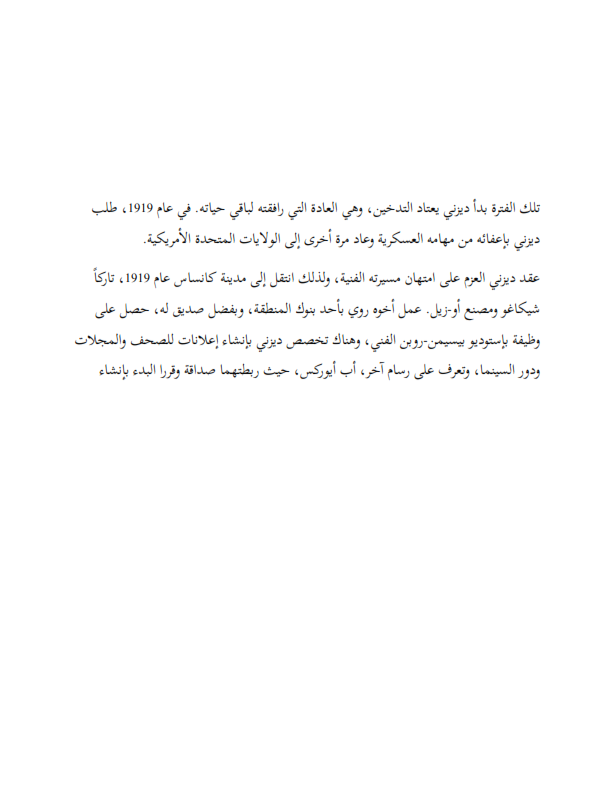 تلك الفترة بدأ ديزني يعتاد التدخين، وهي العادة التي رافقته لباقي حياته. في عام 1919، طلب
ديزني بإعفائه من مهامه العسكرية وعاد مرة أخرى إلى الولايات المتحدة الأمريكية.
عقد ديزني العزم على امتهان مسيرته الفنية، ولذلك انتقل إلى مدينة كانساس عام 1919، تاركاً
شيكاغو ومصنع أو-زيل. عمل أخوه روي بأحد بنوك المنطقة، وبفضل صديق له، حصل على
وظيفة بإستوديو بيسيمن-روبن الفني، وهناك تخصص ديزني بإنشاء إعلانات للصحف والمجلات
ودور السينما، وتعرف على رسام آخر، أب أيوركس، حيث ربطتهما صداقة وقررا البدء بإنشاء